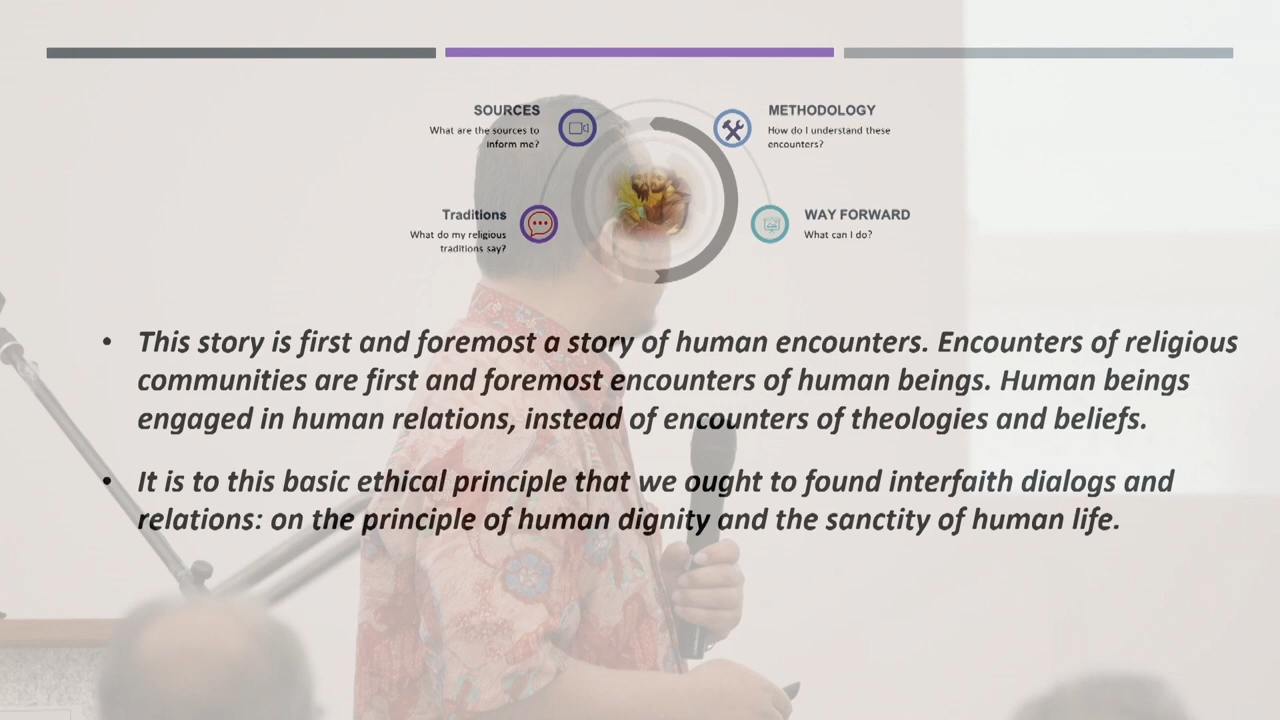 SOURCES
What are the sources to
inform me?
METHODOLOGY
How do I understand these
encounters?
Traditions
What do my religious
traditions say?
WAY FORWARD
What can I do?
• This story is first and foremost a story of human encounters. Encounters of religious
communities are first and foremost encounters of human beings. Human beings
engaged in human relations, instead of encounters of theologies and beliefs.
• It is to this basic ethical principle that we ought to found interfaith dialogs and
relations: on the principle of human dignity and the sanctity of human life.